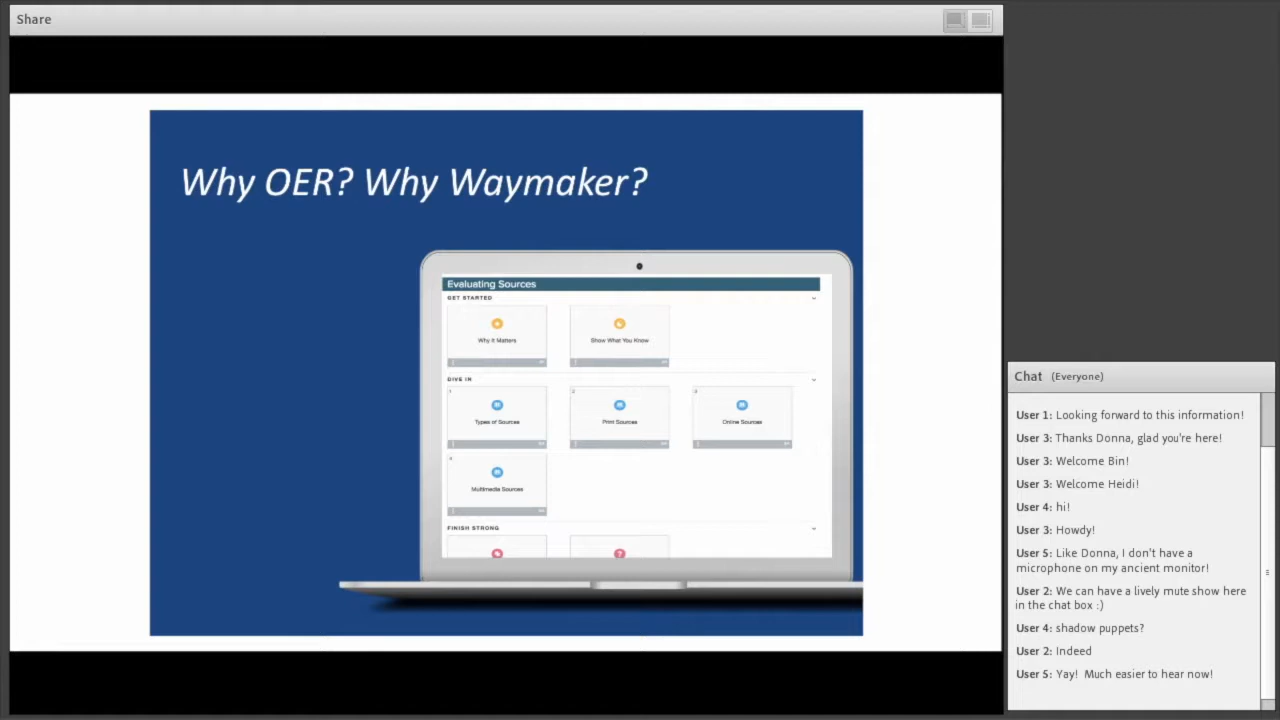 Share
Why OER? Why Waymaker?
Evaluating Sources
GET STARTED
Why It Matters
Show What You Know
DIVE IN
1
2
3
Types of Sources
Print Sources
Online Sources
4
Multimedia Sources
FINISH STRONG
Chat (Everyone)
User 1: Looking forward to this information!
User 3: Thanks Donna, glad you're here!
User 3: Welcome Bin!
User 3: Welcome Heidi!
User 4: hi!
User 3: Howdy!
User 5: Like Donna, I don't have a
microphone on my ancient monitor!
User 2: We can have a lively mute show here
in the chat box :)
User 4: shadow puppets?
User 2: Indeed
User 5: Yay! Much easier to hear now!